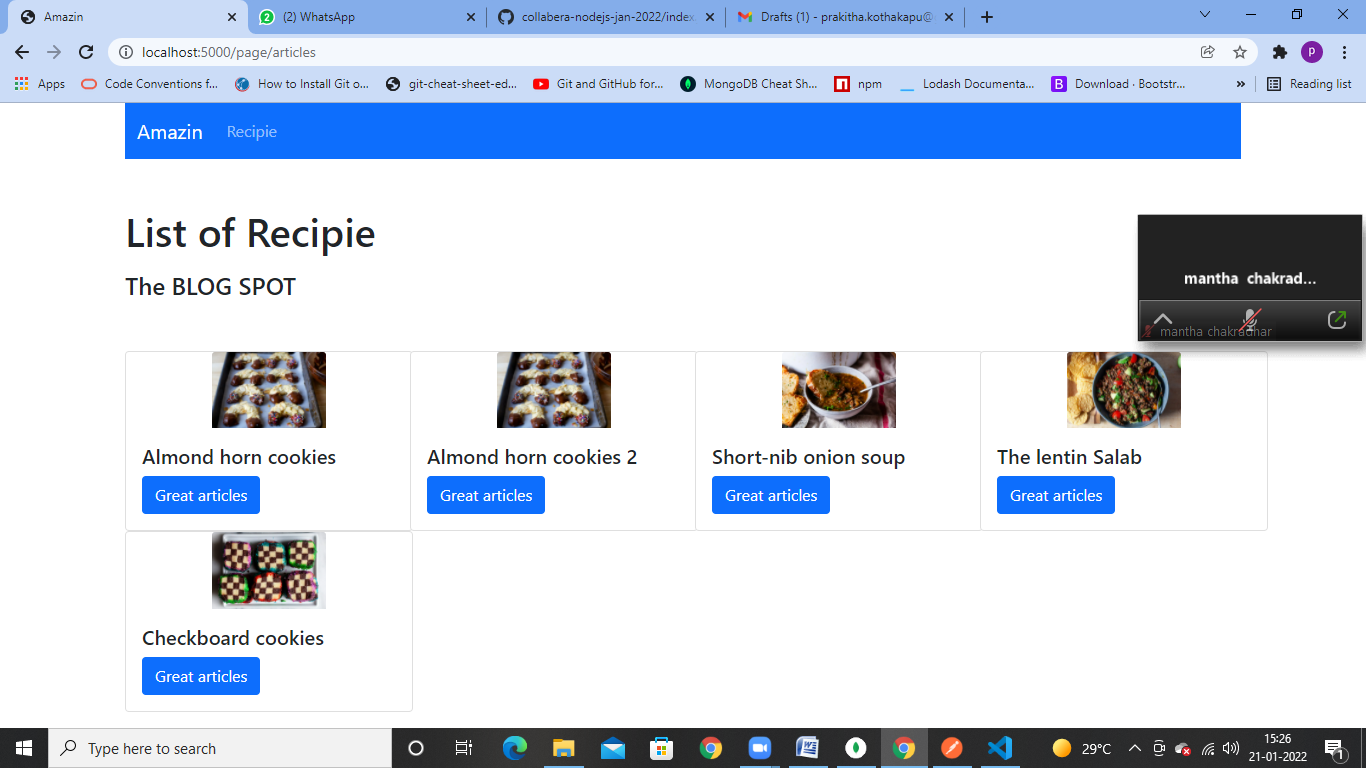 Amazin
(2) WhatsApp
collabera-nodejs-jan-2022/index
Drafts (1) - prakitha.kothakapu@
localhost:5000/page/articles
P
Apps
Code Conventions f...
How to Install Git o...
git-cheat-sheet-ed...
Git and GitHub for...
MongoDB Cheat Sh...
npm
Lodash Documenta...
Download · Bootstr...
»
Reading list
Amazin
Recipie
List of Recipie
The BLOG SPOT
mantha chakrad...
mantha chakradhar
Almond horn cookies
Great articles
Almond horn cookies 2
Great articles
Short-nib onion soup
Great articles
The lentin Salab
Great articles
Checkboard cookies
Great articles
Type here to search
29°C
15:26
21-01-2022
1